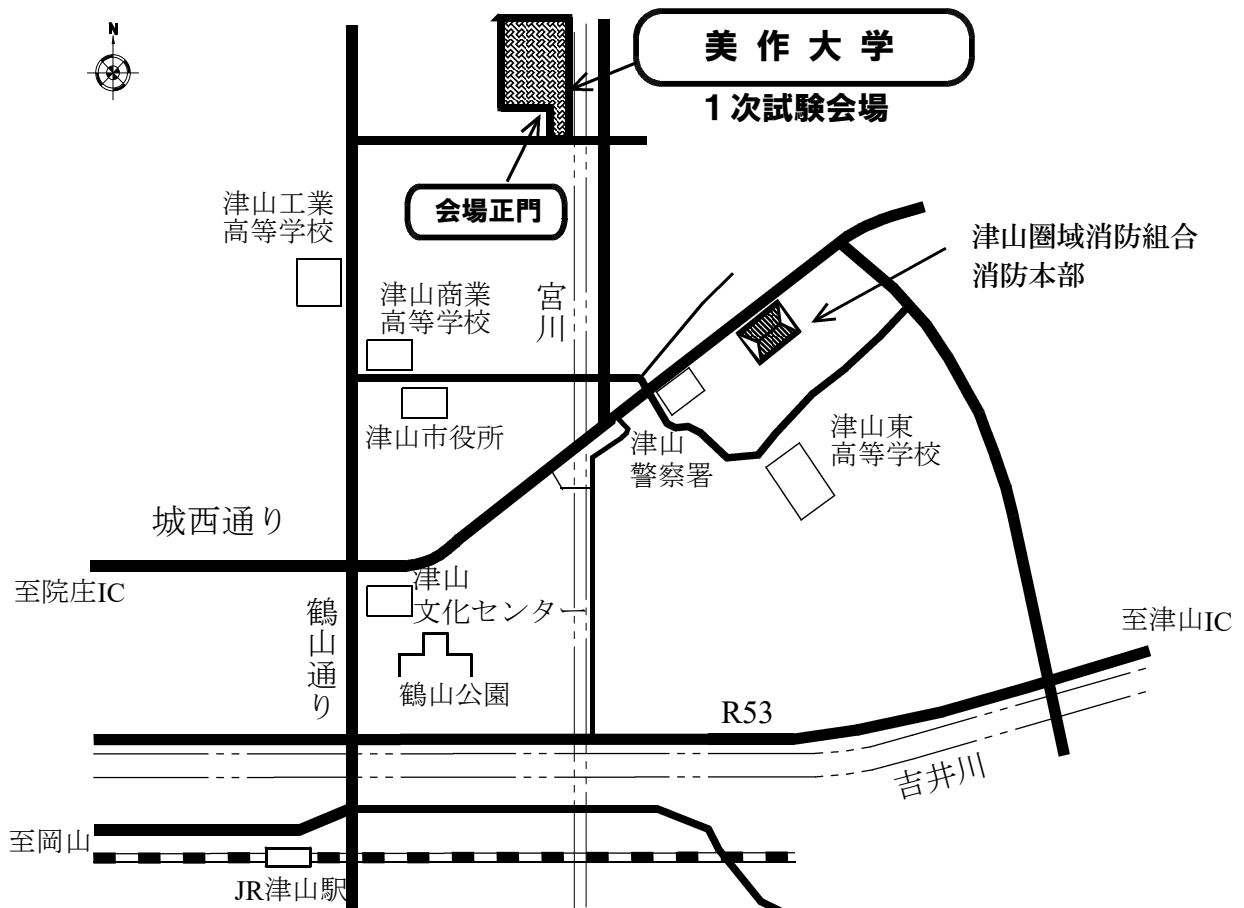 N
美作大学
1次試験会場
会場正門
津山工業
高等学校
津山商業
高等学校
宮川
津山圏域消防組合
消防本部
津山市役所
津山
警察署
津山東
高等学校
城西通り
至院庄IC
津山
文化センター
鶴山通り
鶴山公園
至津山IC
R53
吉井川
至岡山
JR津山駅